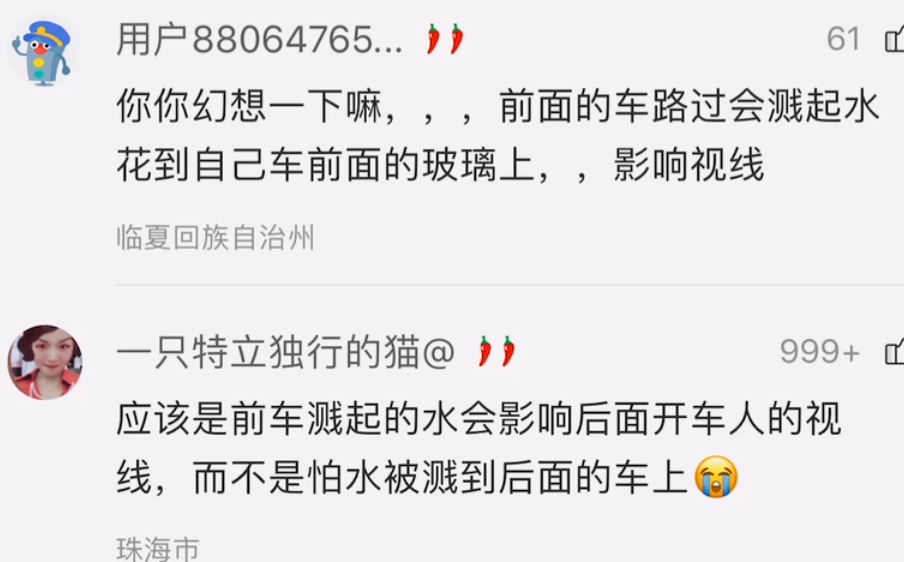 用户88064765...
61
你你幻想一下嘛，，，前面的车路过会溅起水
花到自己车前面的玻璃上，，影响视线
临夏回族自治州
一只特立独行的猫@
999+
应该是前车溅起的水会影响后面开车人的视
线，而不是怕水被溅到后面的车上
珠海市